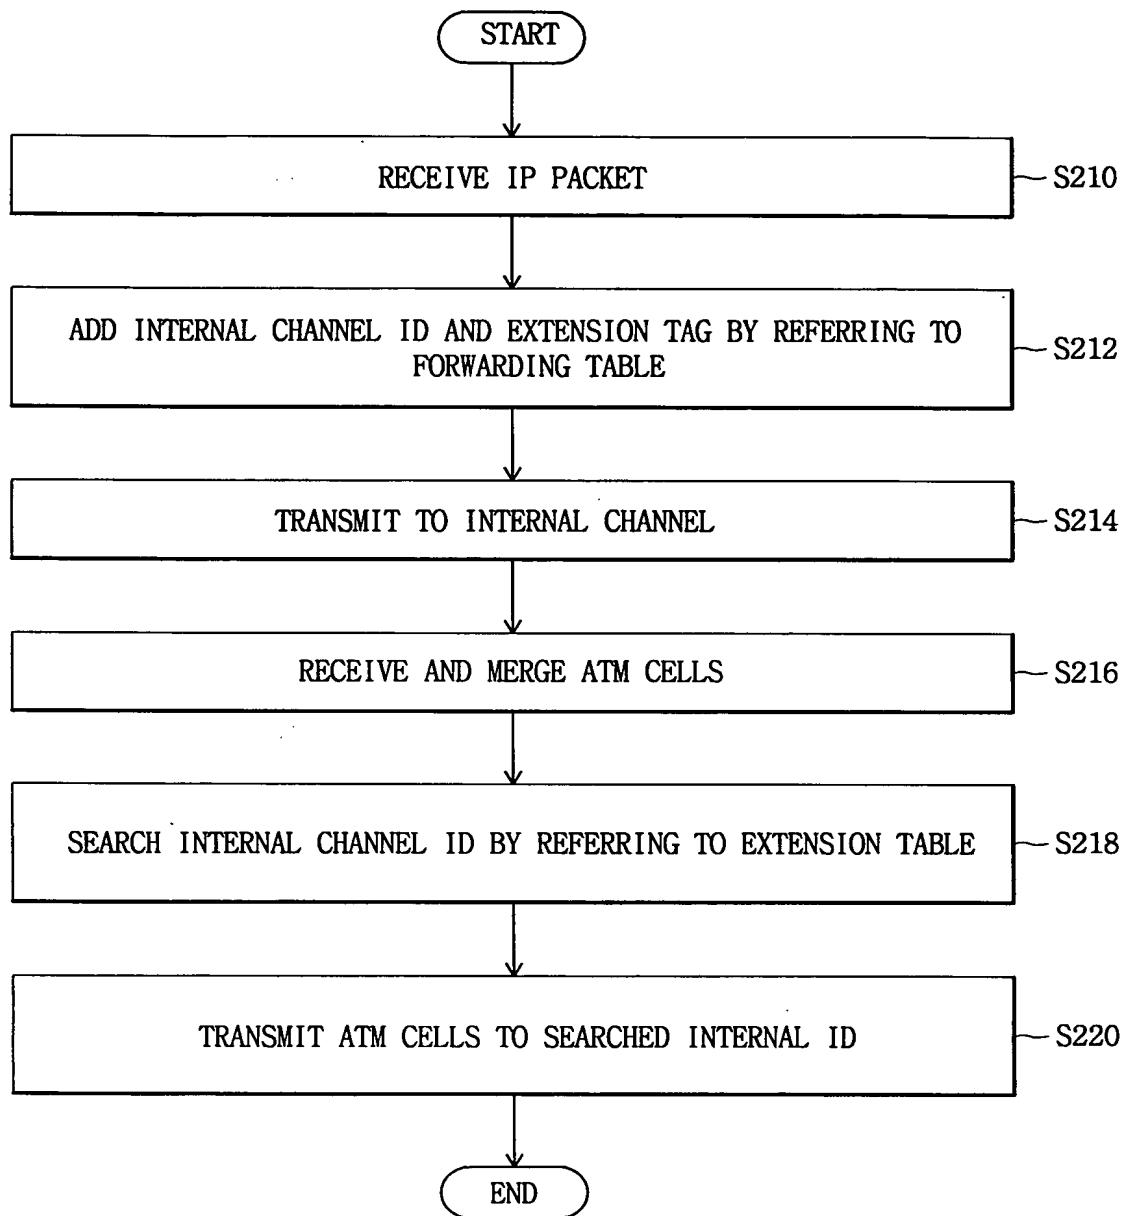 START
RECEIVE IP PACKET
S210
ADD INTERNAL CHANNEL ID AND EXTENSION TAG BY REFERRING TO
FORWARDING TABLE
S212
TRANSMIT TO INTERNAL CHANNEL
S214
RECEIVE AND MERGE ATM CELLS
S216
SEARCH INTERNAL CHANNEL ID BY REFERRING TO EXTENSION TABLE
S218
TRANSMIT ATM CELLS TO SEARCHED INTERNAL ID
S220
END